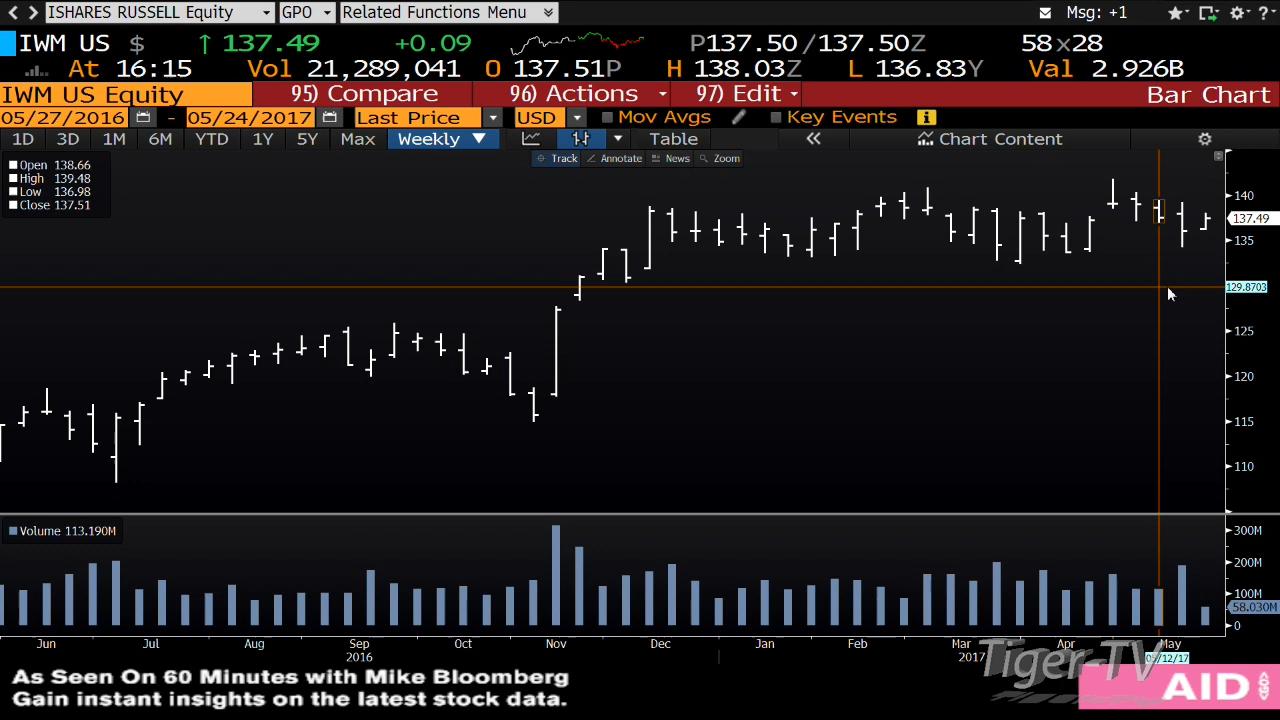 ISHARES RUSSELL Equity GPO Related Functions Menu Msg: +1 ?
IWM US $ ↑ 137.49 +0.09 P137.50 /137.50Z 58x28
At 16:15 Vol 21,289,041 O 137.51P H 138.03Z L 136.83Y Val 2.926B
IWM US Equity 95) Compare 96) Actions 97) Edit Bar Chart
05/27/2016 - 05/24/2017 Last Price USD Mov Avgs Key Events i
1D 3D 1M 6M YTD 1Y 5Y Max Weekly ▼ Table « Chart Content
Track Annotate News Zoom
Open 138.66
High 139.48
Low 136.98
Close 137.51
140
137.49
135
129.8703
125
120
115
110
Volume 113.190M
300M
200M
100M
58.030M
0
Jun Jul Aug Sep Oct Nov Dec Jan Feb Mar Apr May
2016 2017 05/12/17
Tiger-TV
As Seen On 60 Minutes with Mike Bloomberg
Gain instant insights on the latest stock data.
AID